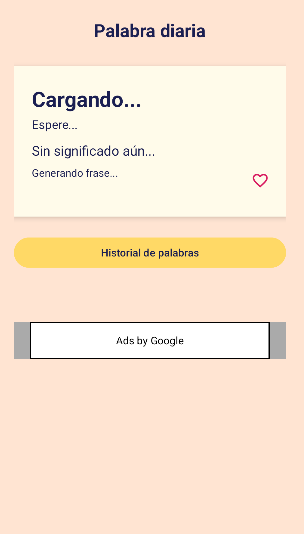 Palabra diaria
Cargando...
Espere...
Sin significado aún...
Generando frase...
Historial de palabras
Ads by Google